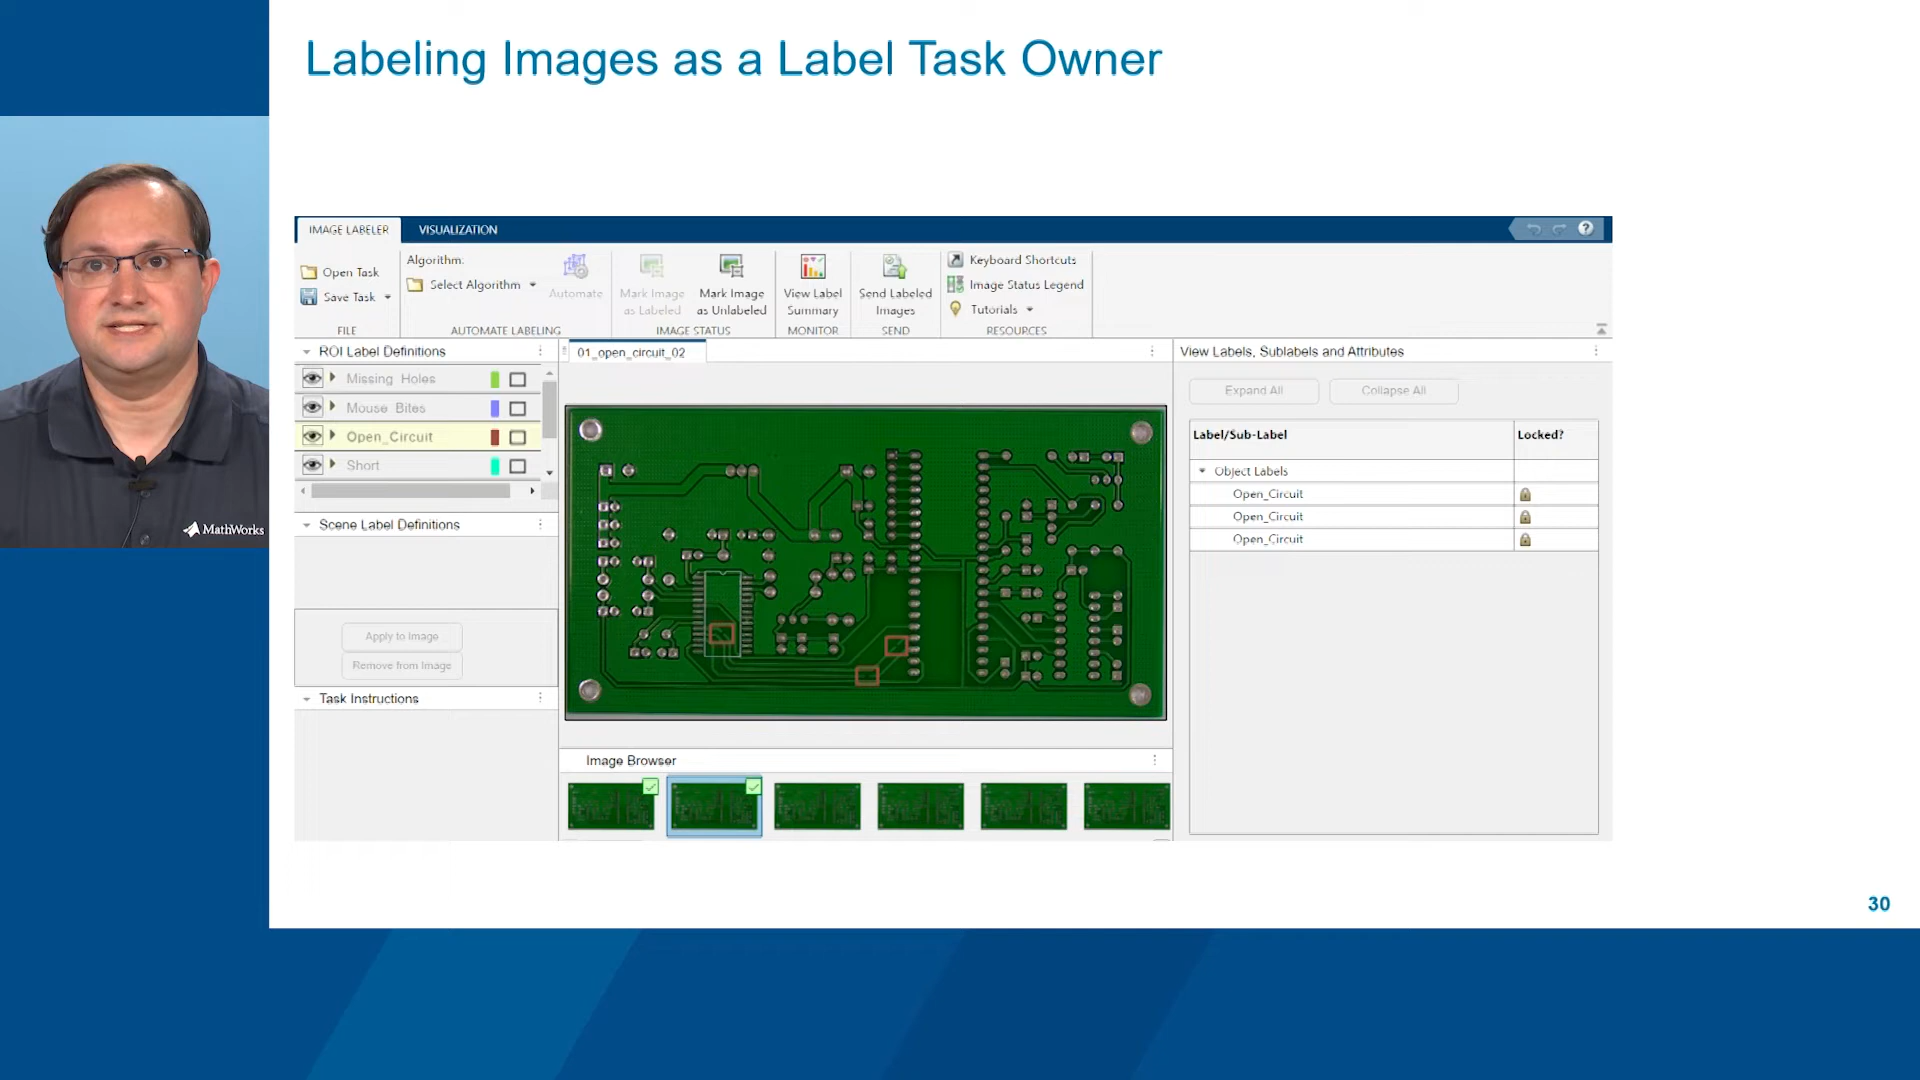 Labeling Images as a Label Task Owner
MathWorks
IMAGE LABELER
VISUALIZATION
Open Task
Save Task
FILE
Algorithm:
Select Algorithm
Automate
AUTOMATE LABELING
Mark Image
as Labeled
Mark Image
as Unlabeled
IMAGE STATUS
View Label
Summary
MONITOR
Send Labeled
Images
SEND
Keyboard Shortcuts
Image Status Legend
Tutorials
RESOURCES
ROI Label Definitions
Missing_Holes
Mouse_Bites
Open_Circuit
Short
Scene Label Definitions
Apply to Image
Remove from Image
Task Instructions
01_open_circuit_02
Image Browser
View Labels, Sublabels and Attributes
Expand All
Collapse All
Label/Sub-Label
Locked?
Object Labels
Open_Circuit
Open_Circuit
Open_Circuit
30